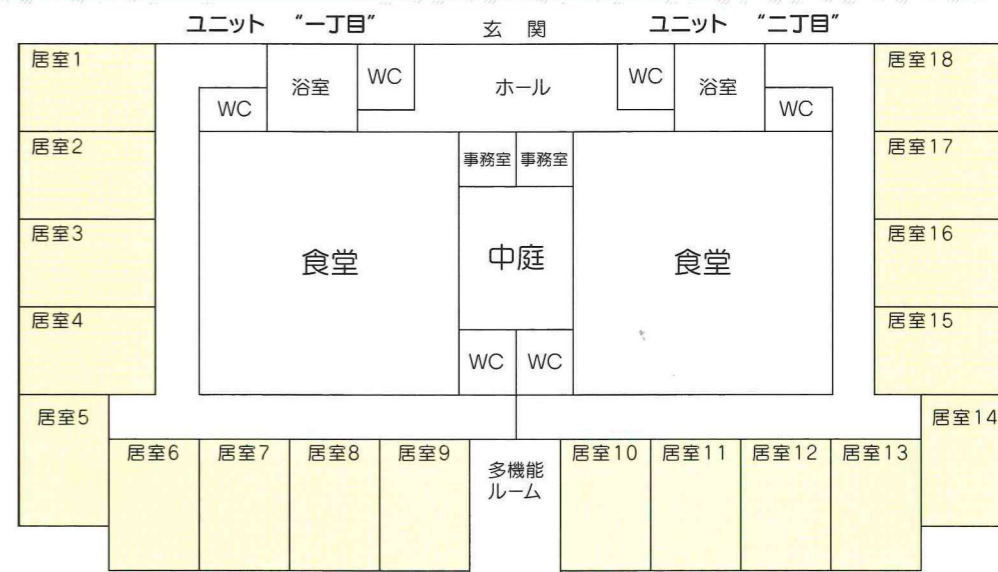 ユニット “一丁目”
玄 関
ユニット “二丁目”
居室1
WC
浴室
WC
ホール
WC
浴室
WC
居室18
居室2
事務室
事務室
居室17
居室3
食堂
中庭
食堂
居室16
居室4
WC
WC
居室15
居室5
居室14
居室6
居室7
居室8
居室9
多機能
ルーム
居室10
居室11
居室12
居室13